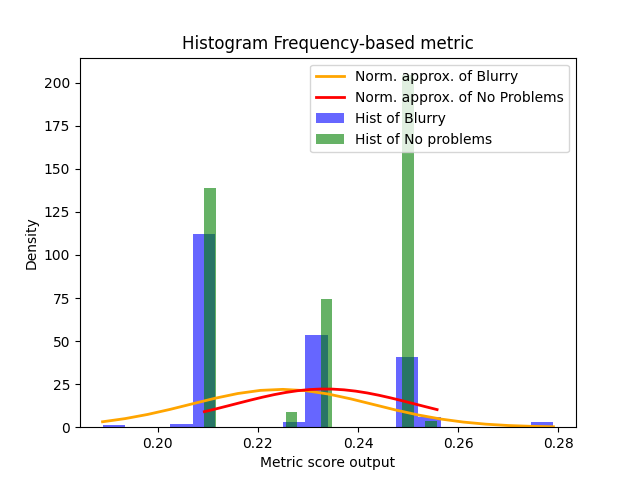 Histogram Frequency-based metric
Norm. approx. of Blurry
Norm. approx. of No Problems
Hist of Blurry
Hist of No problems
Density
200
175
150
125
100
75
50
25
0
0.20
0.22
0.24
0.26
0.28
Metric score output